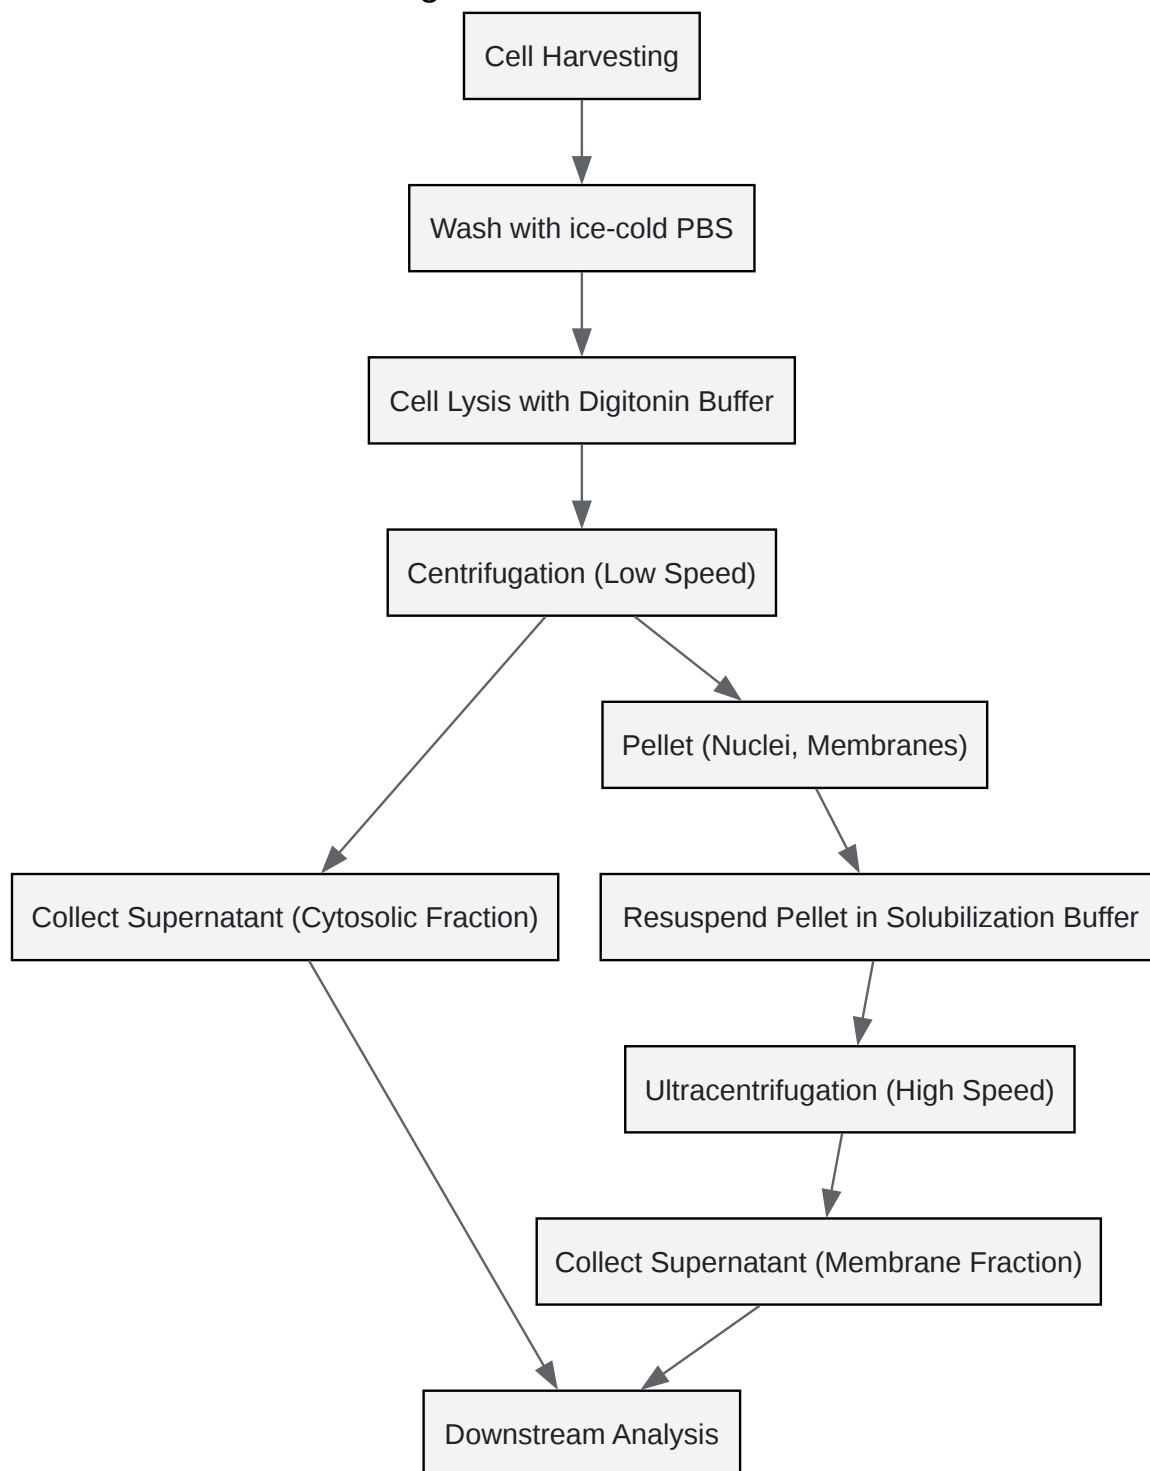 Cell Harvesting
Wash with ice-cold PBS
Cell Lysis with Digitonin Buffer
Centrifugation (Low Speed)
Pellet (Nuclei, Membranes)
Collect Supernatant (Cytosolic Fraction)
Resuspend Pellet in Solubilization Buffer
Ultracentrifugation (High Speed)
Collect Supernatant (Membrane Fraction)
Downstream Analysis